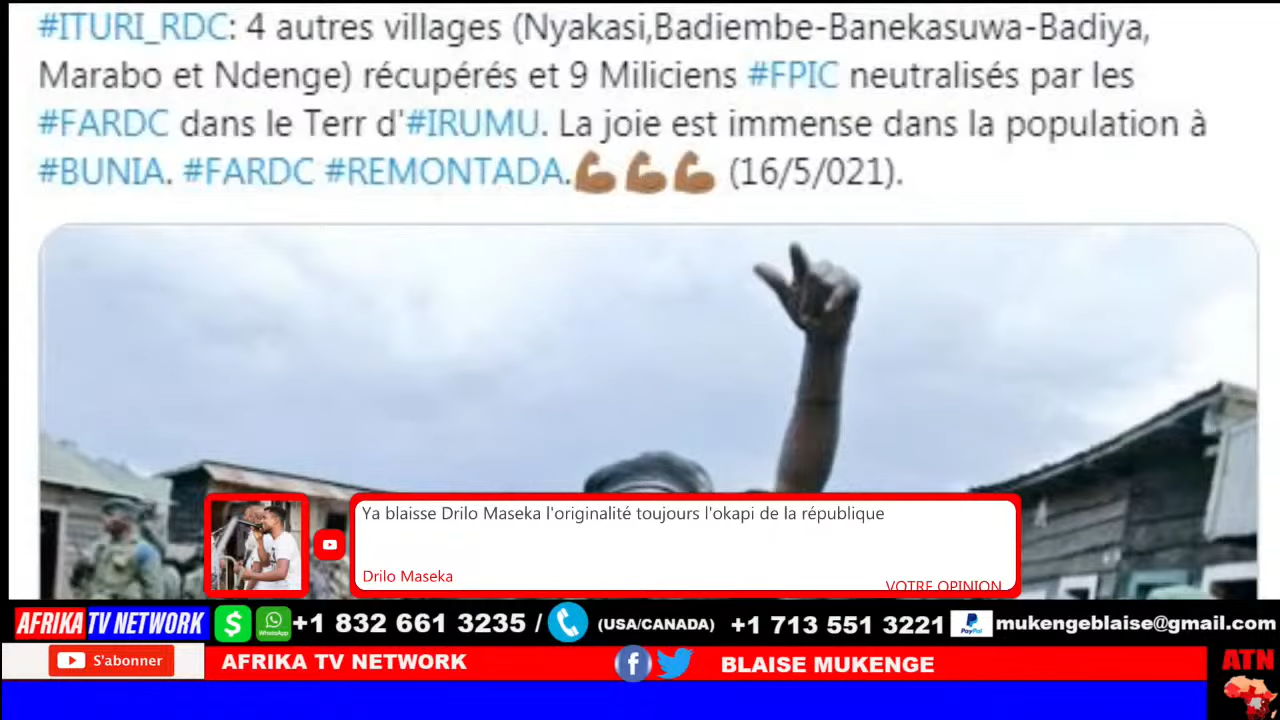 #ITURI_RDC: 4 autres villages (Nyakasi,Badiembe-Banekasuwa-Badiya,
Marabo et Ndenge) récupérés et 9 Miliciens #FPIC neutralisés par les
#FARDC dans le Terr d'#IRUMU. La joie est immense dans la population à
#BUNIA. #FARDC #REMONTADA.💪🏾💪🏾💪🏾 (16/5/021).
Ya blaisse Drilo Maseka l'originalité toujours l'okapi de la république
Drilo Maseka
VOTRE OPINION
AFRIKA TV NETWORK $ WhatsApp +1 832 661 3235 / (USA/CANADA) +1 713 551 3221 PayPal mukengeblaise@gmail.com
S'abonner AFRIKA TV NETWORK f BLAISE MUKENGE ATN